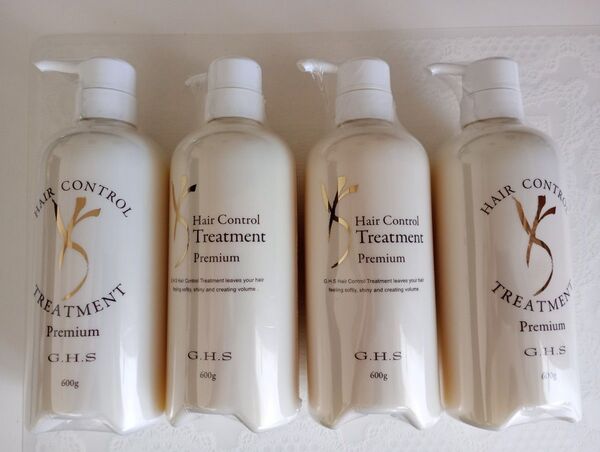 HAIR CONTROL
TREATMENT
Premium
G.H.S
600g
Hair Control
Treatment
Premium
G.H.S Hair Control Treatment leaves your hair
feeling softly, shiny and creating volume .
G.H.S
600g
Hair Control
Treatment
Premium
G.H.S Hair Control Treatment leaves your hair
feeling softly, shiny and creating volume .
G.H.S
600g
HAIR CONTROL
TREATMENT
Premium
G.H.S
600g